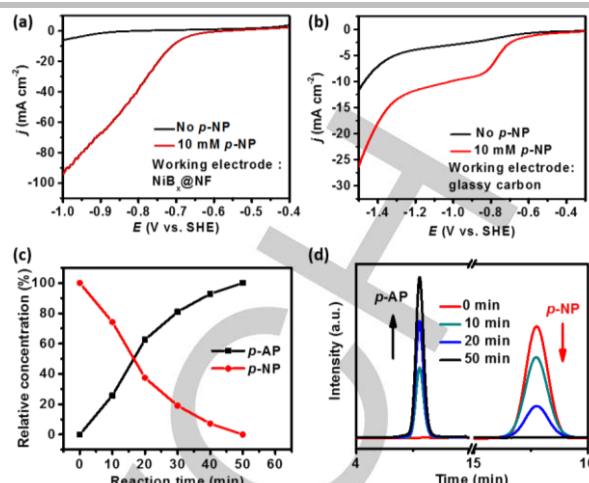 (a)
0
-20
-40
-60
-80
-100
j (mA cm⁻²)
No p-NP
10 mM p-NP
Working electrode :
NiBₓ@NF
-1.0 -0.9 -0.8 -0.7 -0.6 -0.5 -0.4
E (V vs. SHE)
(b)
0
-5
-10
-15
-20
-25
-30
j (mA cm⁻²)
No p-NP
10 mM p-NP
Working electrode:
glassy carbon
-1.4 -1.2 -1.0 -0.8 -0.6 -0.4
E (V vs. SHE)
(c)
100
80
60
40
20
0
Relative concentration (%)
p-AP
p-NP
0 10 20 30 40 50 60
Reaction time (min)
(d)
Intensity (a.u.)
p-AP
0 min
10 min
20 min
50 min
p-NP
4 15 16
Time (min)